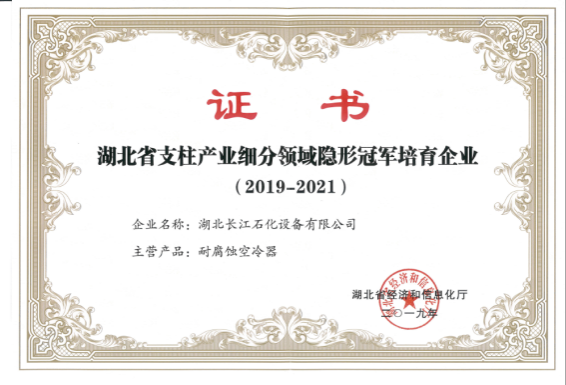 证 书
湖北省支柱产业细分领域隐形冠军培育企业
（2019-2021）
企业名称：湖北长江石化设备有限公司
主营产品：耐腐蚀空冷器
湖北省经济和信息化厅
二〇一九年